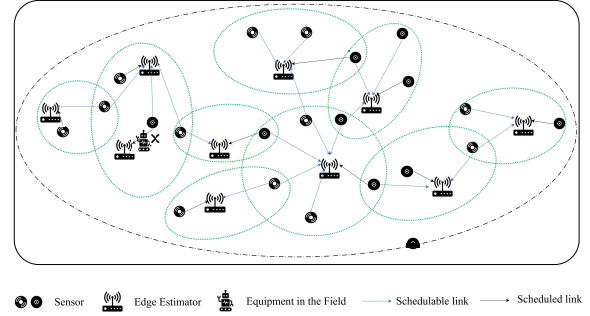 Sensor
Edge Estimator
Equipment in the Field
Schedulable link
Scheduled link